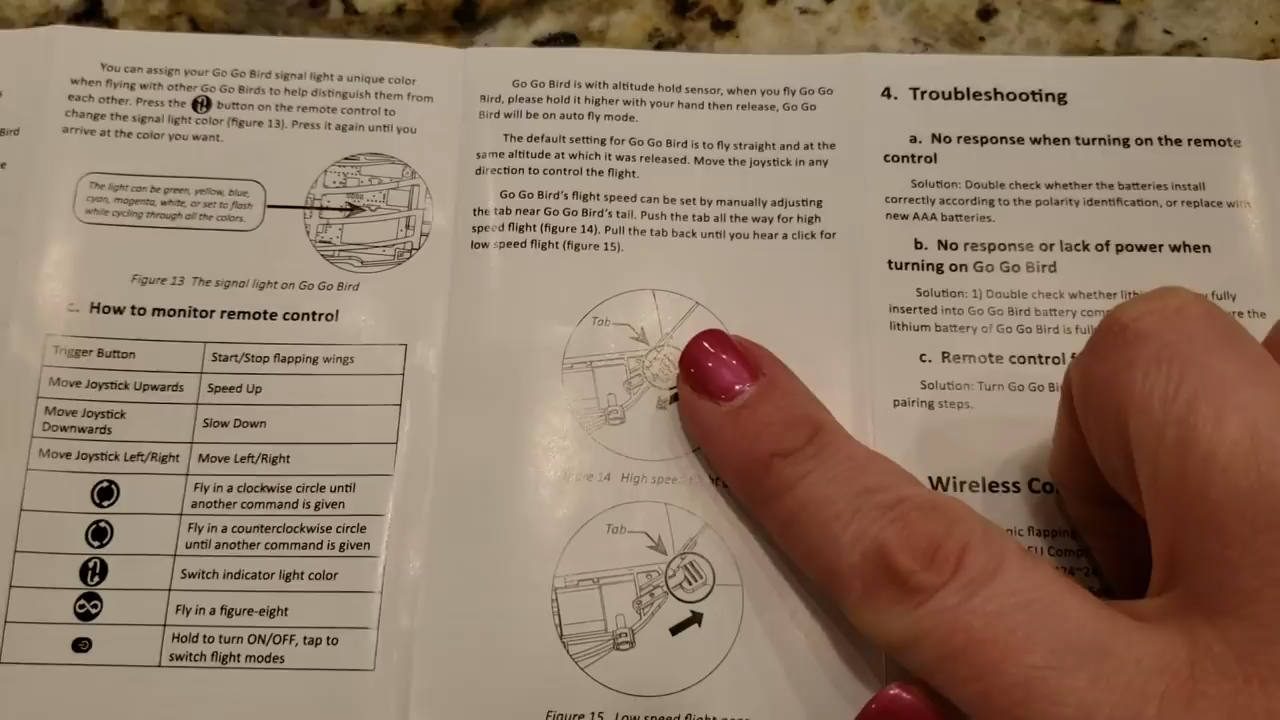 Bird
e
You can assign your Go Go Bird signal light a unique color
when flying with other Go Go Birds to help distinguish them from
each other. Press the button on the remote control to
change the signal light color (figure 13). Press it again until you
arrive at the color you want.
The light can be green, yellow, blue,
cyan, magenta, white, or set to flash
while cycling through all the colors.
Figure 13 The signal light on Go Go Bird
c. How to monitor remote control
Trigger Button Start/Stop flapping wings
Move Joystick Upwards Speed Up
Move Joystick
Downwards Slow Down
Move Joystick Left/Right Move Left/Right
Fly in a clockwise circle until
another command is given
Fly in a counterclockwise circle
until another command is given
Switch indicator light color
Fly in a figure-eight
Hold to turn ON/OFF, tap to
switch flight modes
Go Go Bird is with altitude hold sensor, when you fly Go Go
Bird, please hold it higher with your hand then release, Go Go
Bird will be on auto fly mode.
The default setting for Go Go Bird is to fly straight and at the
same altitude at which it was released. Move the joystick in any
direction to control the flight.
Go Go Bird's flight speed can be set by manually adjusting
the tab near Go Go Bird's tail. Push the tab all the way for high
speed flight (figure 14). Pull the tab back until you hear a click for
low speed flight (figure 15).
Tab
Figure 14 High speed
Tab
Figure 15 Low speed flight
4. Troubleshooting
a. No response when turning on the remote
control
Solution: Double check whether the batteries install
correctly according to the polarity identification, or replace with
new AAA batteries.
b. No response or lack of power when
turning on Go Go Bird
Solution: 1) Double check whether fully
inserted into Go Go Bird battery the
lithium battery of Go Go Bird is
c. Remote control
Solution: Turn Go Go
pairing steps.
Wireless
flapping
EU